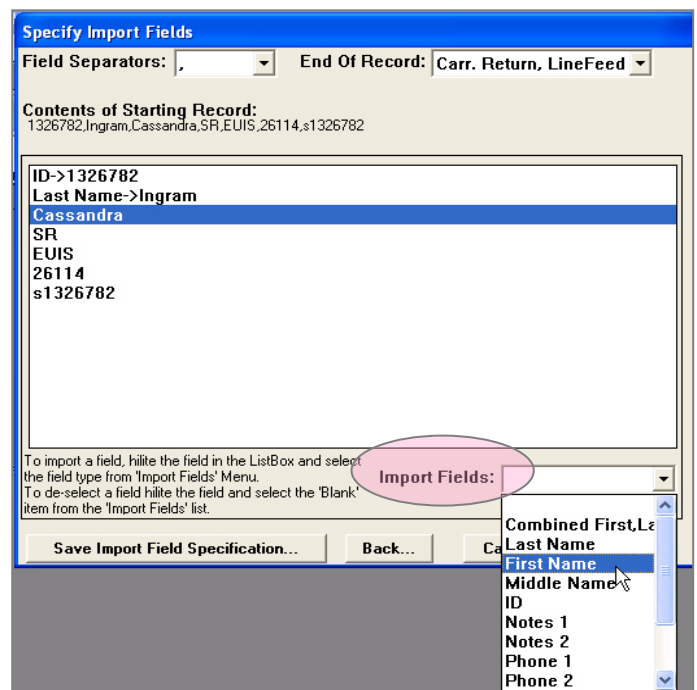 Specify Import Fields
Field Separators: , End Of Record: Carr. Return, LineFeed
Contents of Starting Record:
1326782,Ingram,Cassandra,SR,EUIS,26114,s1326782
ID->1326782
Last Name->Ingram
Cassandra
SR
EUIS
26114
s1326782
To import a field, hilite the field in the ListBox and select
the field type from 'Import Fields' Menu.
To de-select a field hilite the field and select the 'Blank'
item from the 'Import Fields' list.
Import Fields:
Combined First,La
Last Name
First Name
Middle Name
ID
Notes 1
Notes 2
Phone 1
Phone 2
Save Import Field Specification... Back... Ca